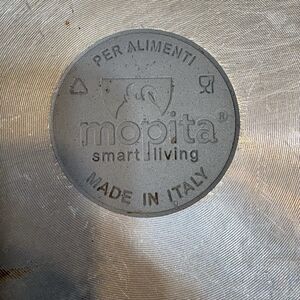 PER ALIMENTI
mopita®
smart living
MADE IN ITALY